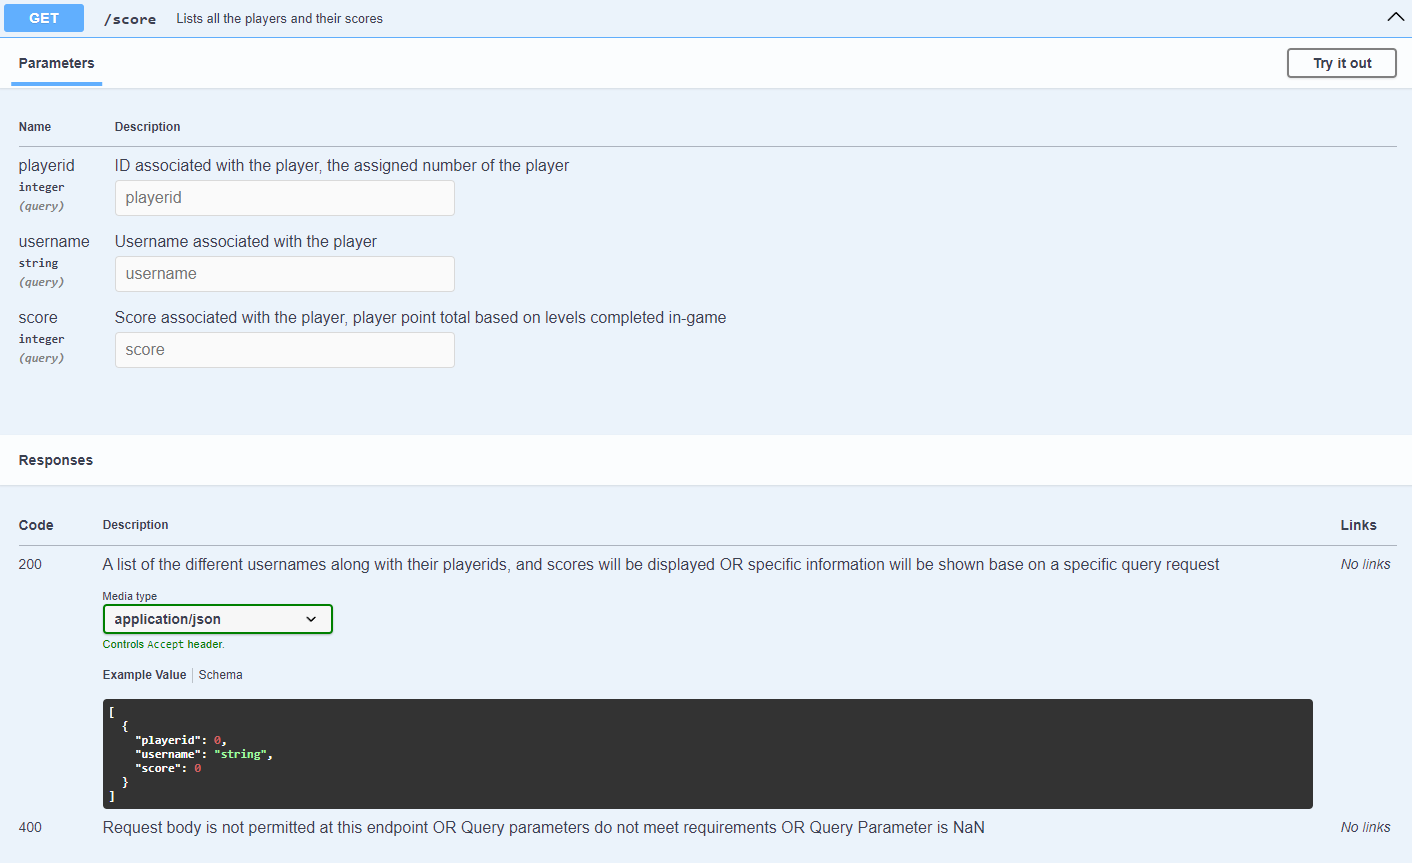 GET /score Lists all the players and their scores
Parameters
Try it out
Name Description
playerid ID associated with the player, the assigned number of the player
integer
(query)
playerid
username Username associated with the player
string
(query)
username
score Score associated with the player, player point total based on levels completed in-game
integer
(query)
score
Responses
Code Description Links
200 A list of the different usernames along with their playerids, and scores will be displayed OR specific information will be shown base on a specific query request No links
Media type
application/json
Controls Accept header.
Example Value Schema
[
  {
    "playerid": 0,
    "username": "string",
    "score": 0
  }
]
400 Request body is not permitted at this endpoint OR Query parameters do not meet requirements OR Query Parameter is NaN No links